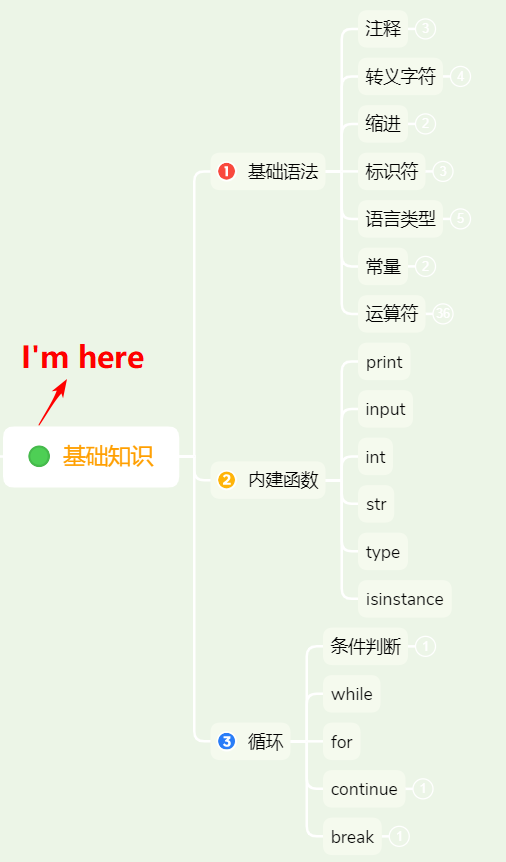 I'm here
基础知识
1 基础语法
注释 3
转义字符 4
缩进 2
标识符 3
语言类型 5
常量 2
运算符 36
2 内建函数
print
input
int
str
type
isinstance
3 循环
条件判断 1
while
for
continue 1
break 1